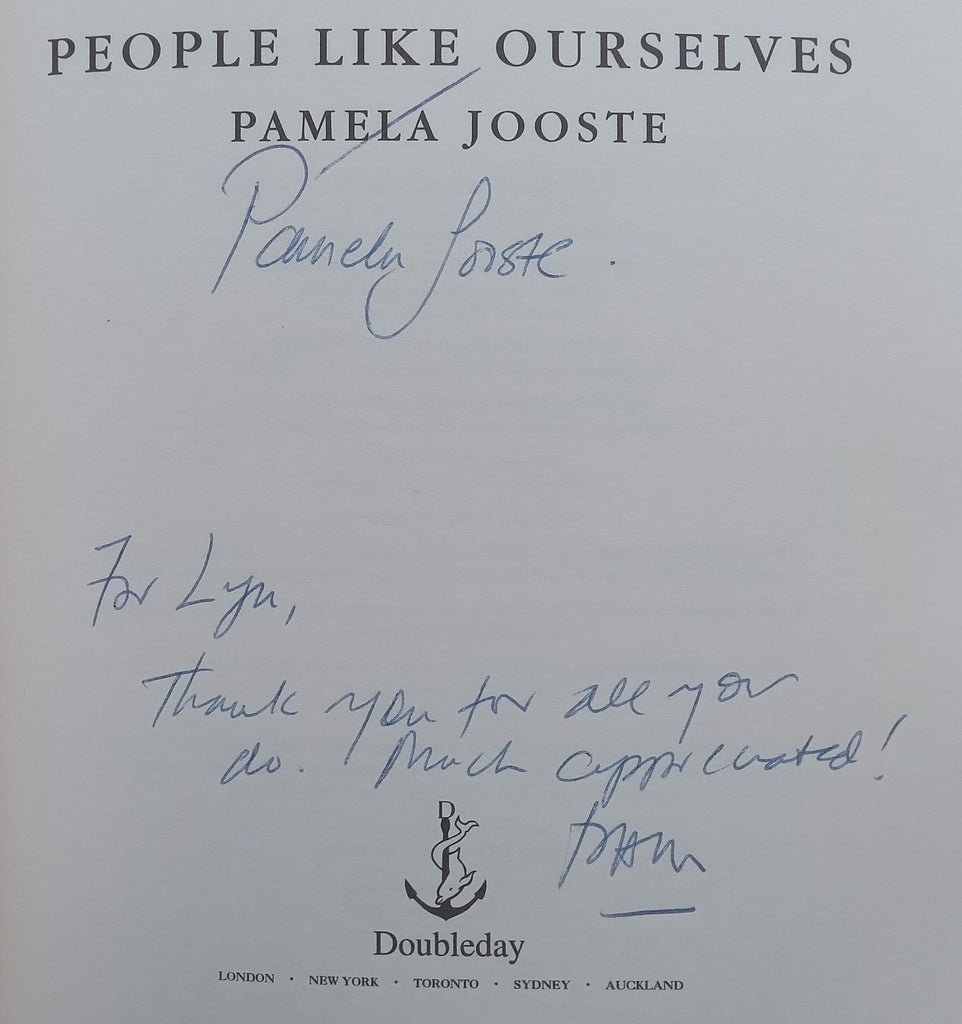 PEOPLE LIKE OURSELVES
PAMELA JOOSTE
Pamela Jooste.
For Lyn,
Thank you for all you
do. Much appreciated!
Pam
D
Doubleday
LONDON · NEW YORK · TORONTO · SYDNEY · AUCKLAND